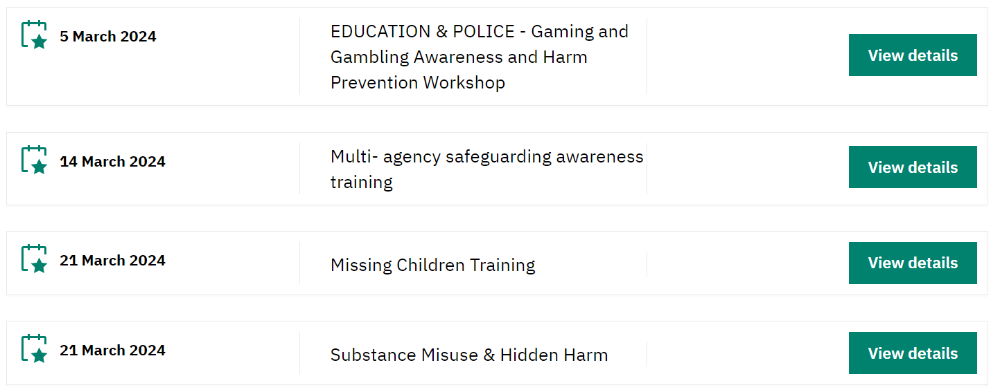 5 March 2024
EDUCATION & POLICE - Gaming and
Gambling Awareness and Harm
Prevention Workshop
View details
14 March 2024
Multi- agency safeguarding awareness
training
View details
21 March 2024
Missing Children Training
View details
21 March 2024
Substance Misuse & Hidden Harm
View details